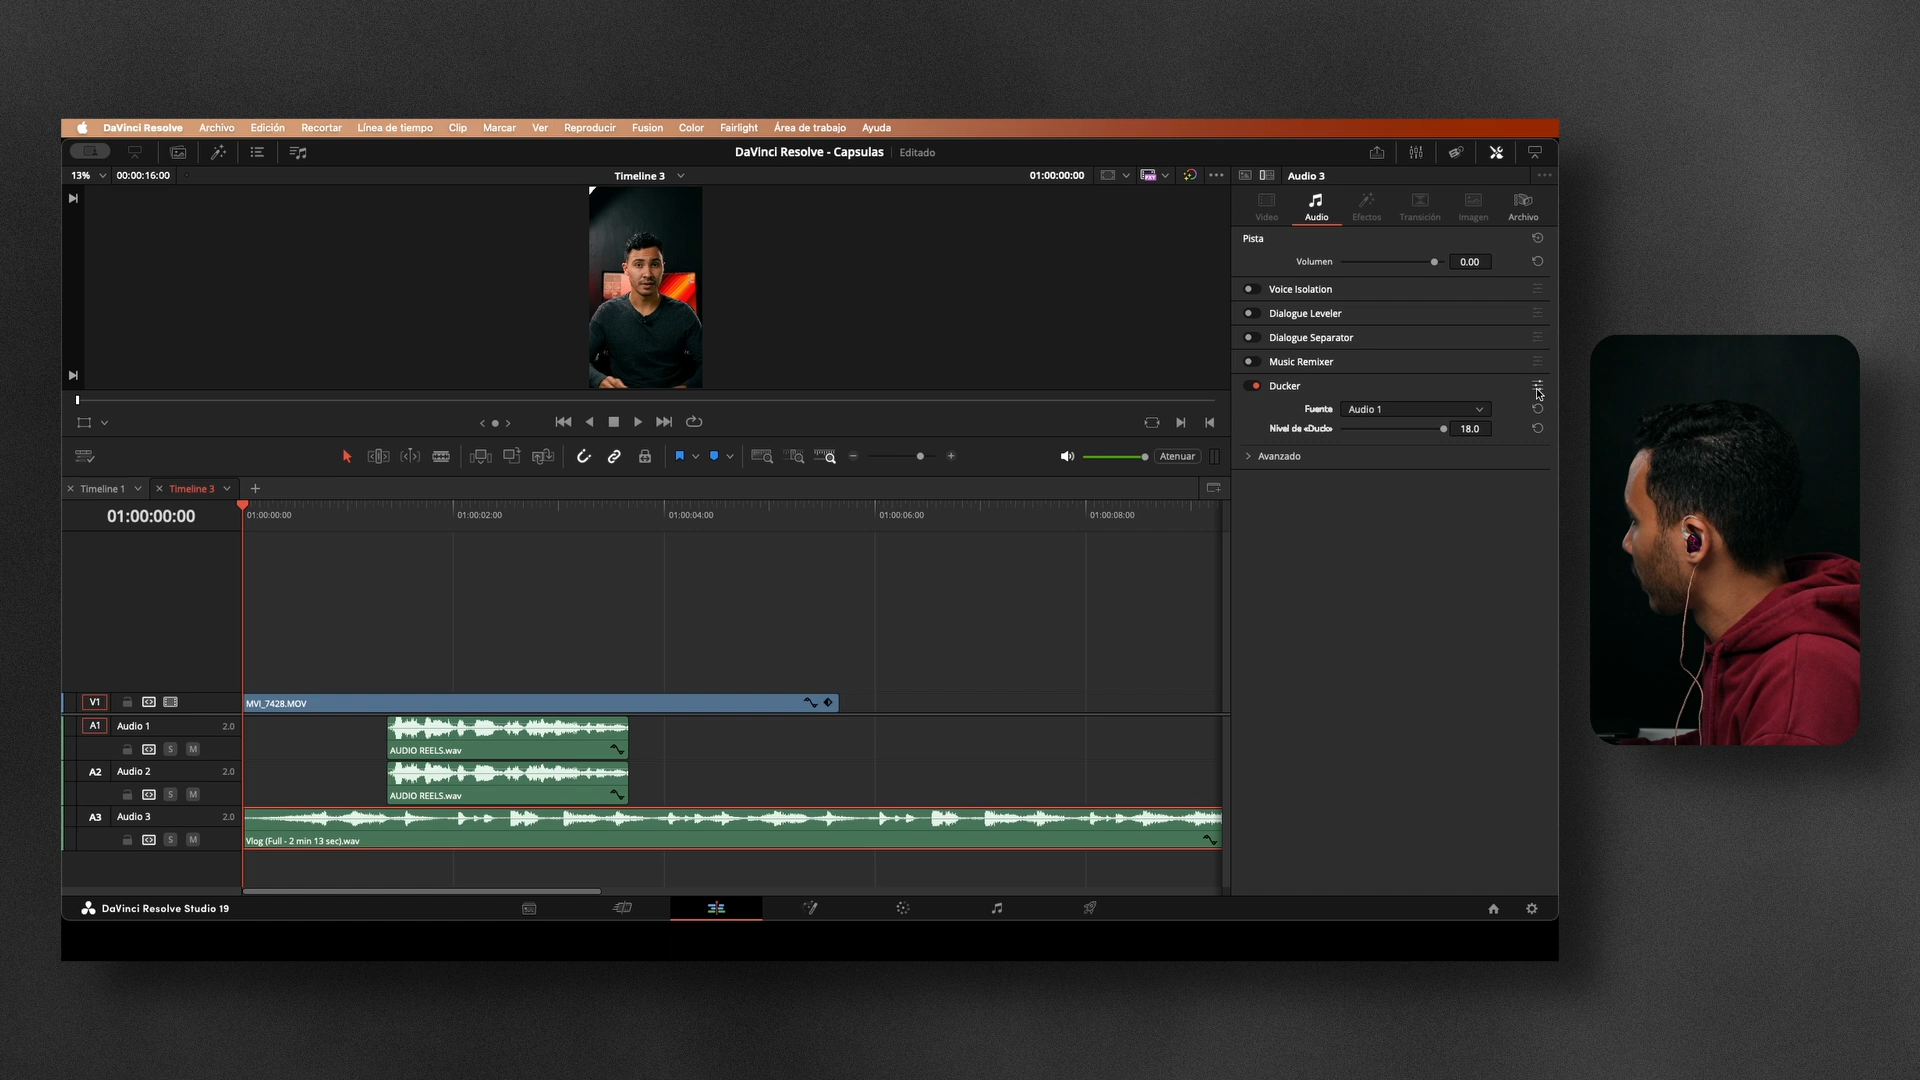 DaVinci Resolve Archivo Edición Recortar Línea de tiempo Clip Marcar Ver Reproducir Fusion Color Fairlight Área de trabajo Ayuda
DaVinci Resolve - Capsulas Editado
13% 00:00:16:00 Timeline 3 01:00:00:00 Audio 3
Video Audio Efectos Transición Imagen Archivo
Pista
Volumen 0.00
Voice Isolation
Dialogue Leveler
Dialogue Separator
Music Remixer
Ducker
Fuente Audio 1
Nivel de «Duck» 18.0
Atenuar
Avanzado
Timeline 1 Timeline 3
01:00:00:00
01:00:00:00 01:00:02:00 01:00:04:00 01:00:06:00 01:00:08:00
V1 MVI_7428.MOV
A1 Audio 1 2.0
S M AUDIO REELS.wav
A2 Audio 2 2.0
S M AUDIO REELS.wav
A3 Audio 3 2.0
S M Vlog (Full - 2 min 13 sec).wav
DaVinci Resolve Studio 19